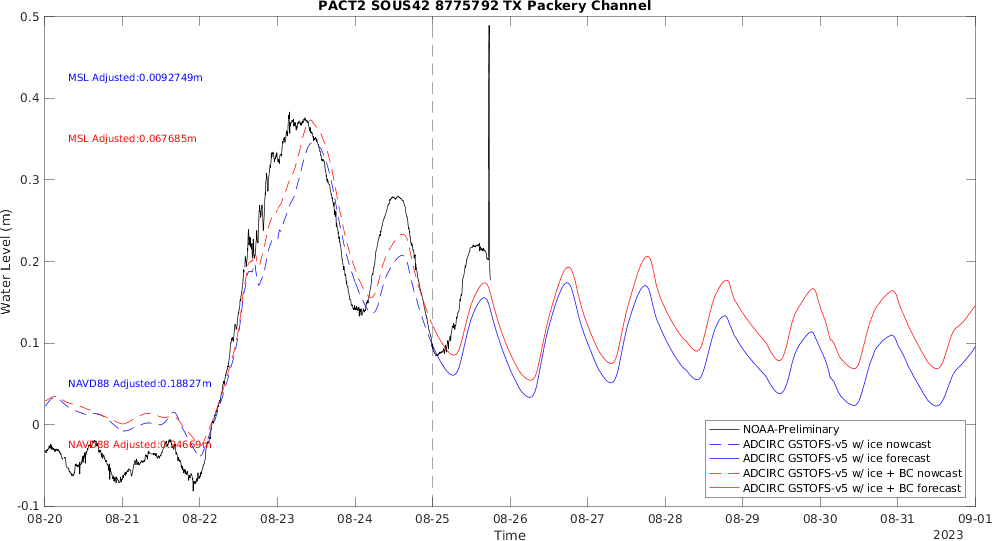 PACT2 SOUS42 8775792 TX Packery Channel
Water Level (m)
0.5
0.4
0.3
0.2
0.1
0
-0.1
MSL Adjusted:0.0092749m
MSL Adjusted:0.067685m
NAVD88 Adjusted:0.18827m
NAVD88 Adjusted:0.24669m
NOAA-Preliminary
ADCIRC GSTOFS-v5 w/ ice nowcast
ADCIRC GSTOFS-v5 w/ ice forecast
ADCIRC GSTOFS-v5 w/ ice + BC nowcast
ADCIRC GSTOFS-v5 w/ ice + BC forecast
08-20 08-21 08-22 08-23 08-24 08-25 08-26 08-27 08-28 08-29 08-30 08-31 09-01
Time
2023